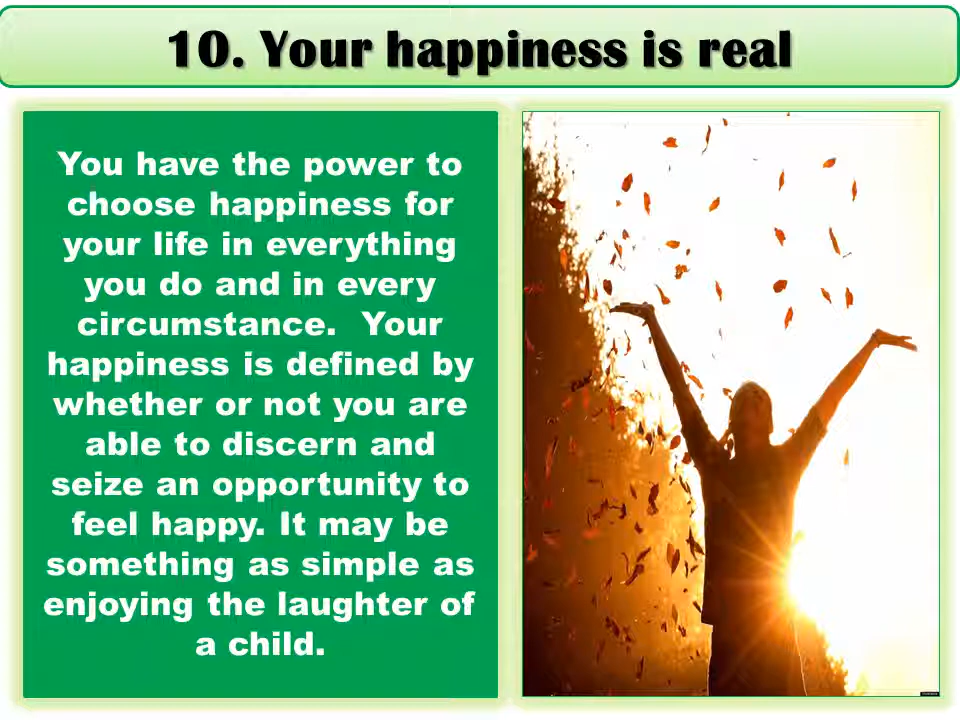 10. Your happiness is real
You have the power to
choose happiness for
your life in everything
you do and in every
circumstance.  Your
happiness is defined by
whether or not you are
able to discern and
seize an opportunity to
feel happy. It may be
something as simple as
enjoying the laughter of
a child.